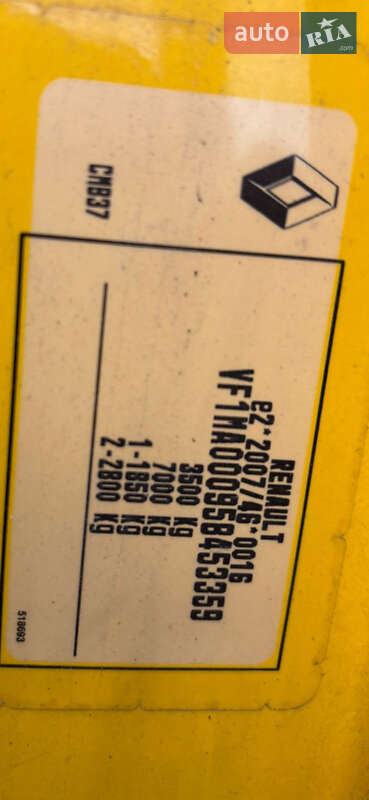 auto RIA.com
RENAULT
e2*2007/46*0016
VF1MA000958453359
3500 Kg
7000 Kg
1-1850 Kg
2-2800 Kg
CMB37
518693